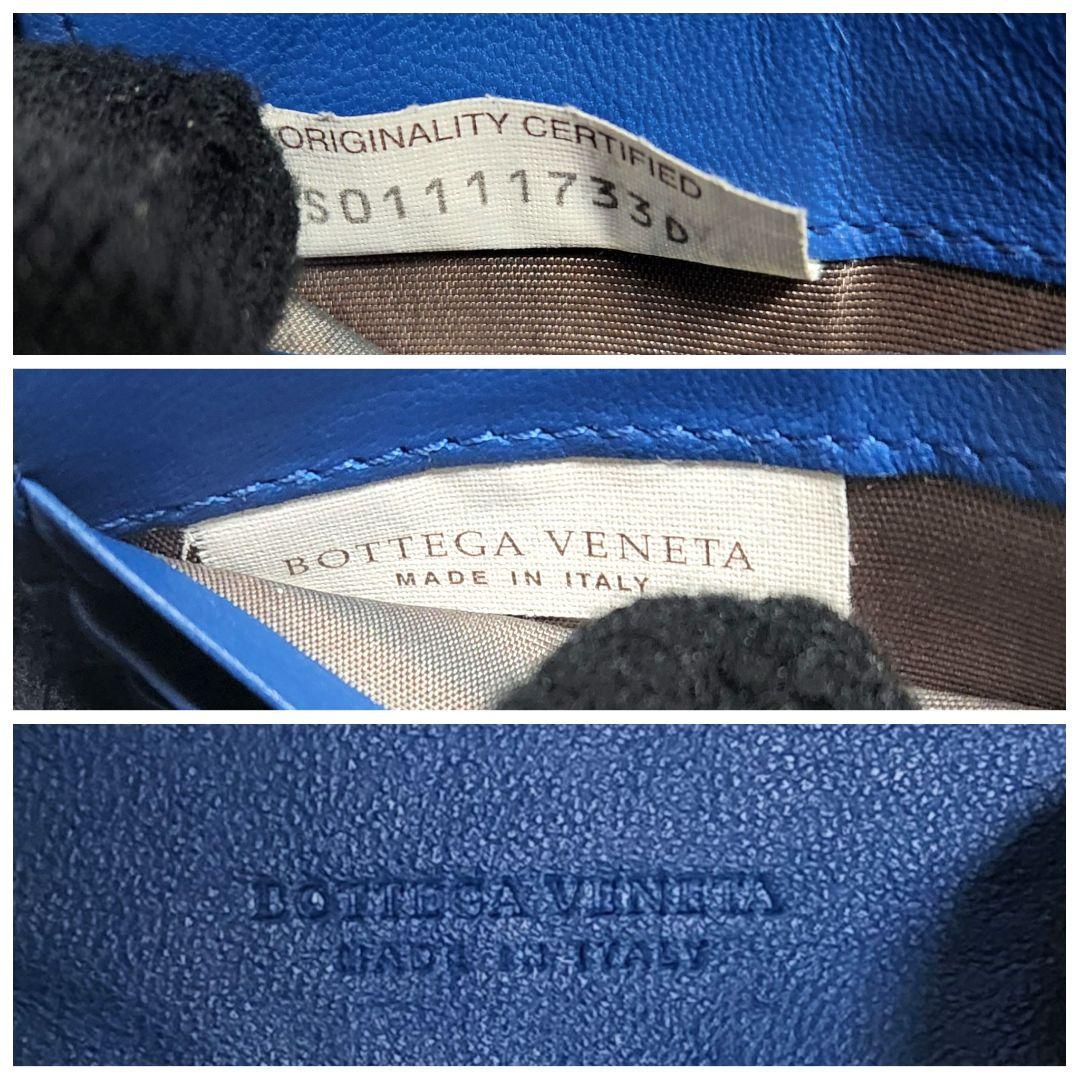 ORIGINALITY CERTIFIED
S01111733D
BOTTEGA VENETA
MADE IN ITALY
BOTTEGA VENETA
MADE IN ITALY